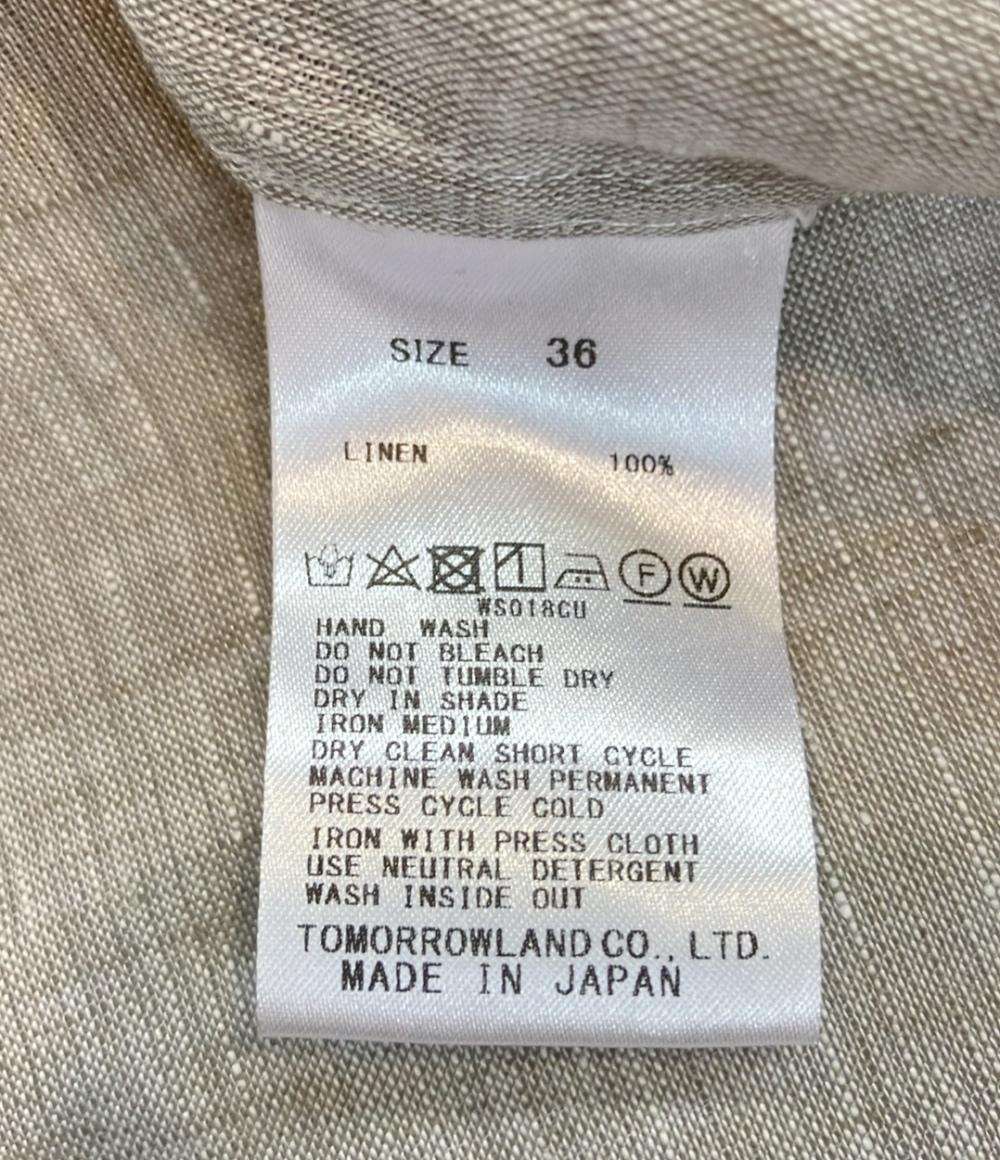 SIZE 36
LINEN 100%
F W
WS018CU
HAND WASH
DO NOT BLEACH
DO NOT TUMBLE DRY
DRY IN SHADE
IRON MEDIUM
DRY CLEAN SHORT CYCLE
MACHINE WASH PERMANENT
PRESS CYCLE COLD
IRON WITH PRESS CLOTH
USE NEUTRAL DETERGENT
WASH INSIDE OUT
TOMORROWLAND CO., LTD.
MADE IN JAPAN